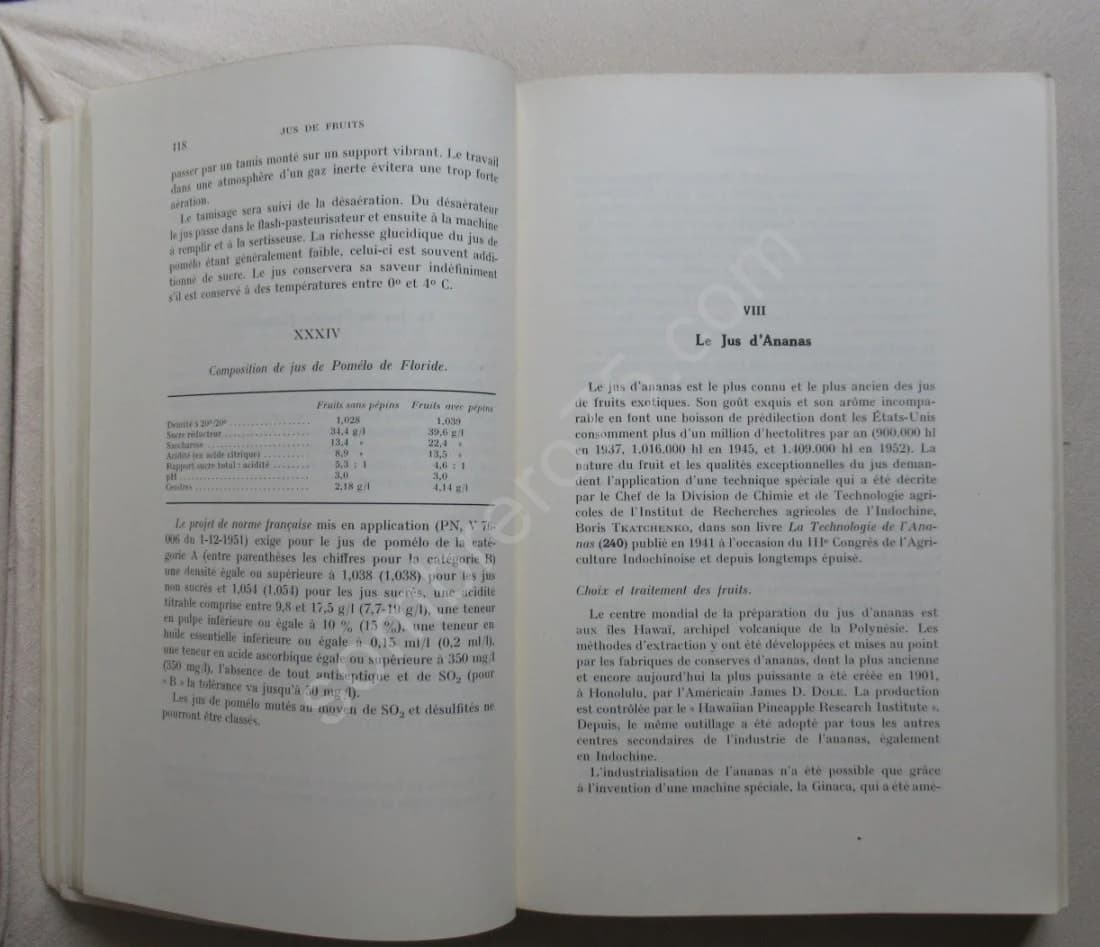 118
JUS DE FRUITS
passer par un tamis monté sur un support vibrant. Le travail
dans une atmosphère d'un gaz inerte évitera une trop forte
aération.
Le tamisage sera suivi de la désaération. Du désaérateur
le jus passe dans le flash-pasteurisateur et ensuite à la machine
à remplir et à la sertisseuse. La richesse glucidique du jus de
pomélo étant généralement faible, celui-ci est souvent addi-
tionné de sucre. Le jus conservera sa saveur indéfiniment
s'il est conservé à des températures entre 0º et 4º C.
XXXIV
Composition de jus de Pomélo de Floride.
Fruits sans pépins Fruits avec pépins
Densité à 20º/20º 1,028 1,039
Sucre réducteur 34,4 g/l 39,6 g/l
Saccharose 13,4 » 22,4 »
Acidité (en acide citrique) 8,9 » 13,5 »
Rapport sucre total : acidité 5,3 : 1 4,6 : 1
pH 3,0 3,0
Cendres 2,18 g/l 4,14 g/l
Le projet de norme française mis en application (PN, V 76-
006 du 1-12-1951) exige pour le jus de pomélo de la caté-
gorie A (entre parenthèses les chiffres pour la catégorie B)
une densité égale ou supérieure à 1,038 (1,038) pour les jus
non sucrés et 1,054 (1,054) pour les jus sucrés, une acidité
titrable comprise entre 9,8 et 17,5 g/l (7,7-19 g/l), une teneur
en pulpe inférieure ou égale à 10 % (15 %), une teneur en
huile essentielle inférieure ou égale à 0,15 ml/l (0,2 ml/l),
une teneur en acide ascorbique égale ou supérieure à 350 mg/l
(350 mg/l), l'absence de tout antiseptique et de SO2 (pour
« B » la tolérance va jusqu'à 50 mg/l).
Les jus de pomélo mutés au moyen de SO2 et désulfités ne
pourront être classés.
VIII
Le Jus d'Ananas
Le jus d'ananas est le plus connu et le plus ancien des jus
de fruits exotiques. Son goût exquis et son arôme incompa-
rable en font une boisson de prédilection dont les États-Unis
consomment plus d'un million d'hectolitres par an (900.000 hl
en 1937, 1.016.000 hl en 1945, et 1.409.000 hl en 1952). La
nature du fruit et les qualités exceptionnelles du jus deman-
dent l'application d'une technique spéciale qui a été décrite
par le Chef de la Division de Chimie et de Technologie agri-
coles de l'Institut de Recherches agricoles de l'Indochine,
Boris TKATCHENKO, dans son livre La Technologie de l'Ana-
nas (240) publié en 1941 à l'occasion du IIIe Congrès de l'Agri-
culture Indochinoise et depuis longtemps épuisé.
Choix et traitement des fruits.
Le centre mondial de la préparation du jus d'ananas est
aux îles Hawaï, archipel volcanique de la Polynésie. Les
méthodes d'extraction y ont été développées et mises au point
par les fabriques de conserves d'ananas, dont la plus ancienne
et encore aujourd'hui la plus puissante a été créée en 1901,
à Honolulu, par l'Américain James D. DOLE. La production
est contrôlée par le « Hawaiian Pineapple Research Institute ».
Depuis, le même outillage a été adopté par tous les autres
centres secondaires de l'industrie de l'ananas, également
en Indochine.
L'industrialisation de l'ananas n'a été possible que grâce
à l'invention d'une machine spéciale, la Ginaca, qui a été amé-